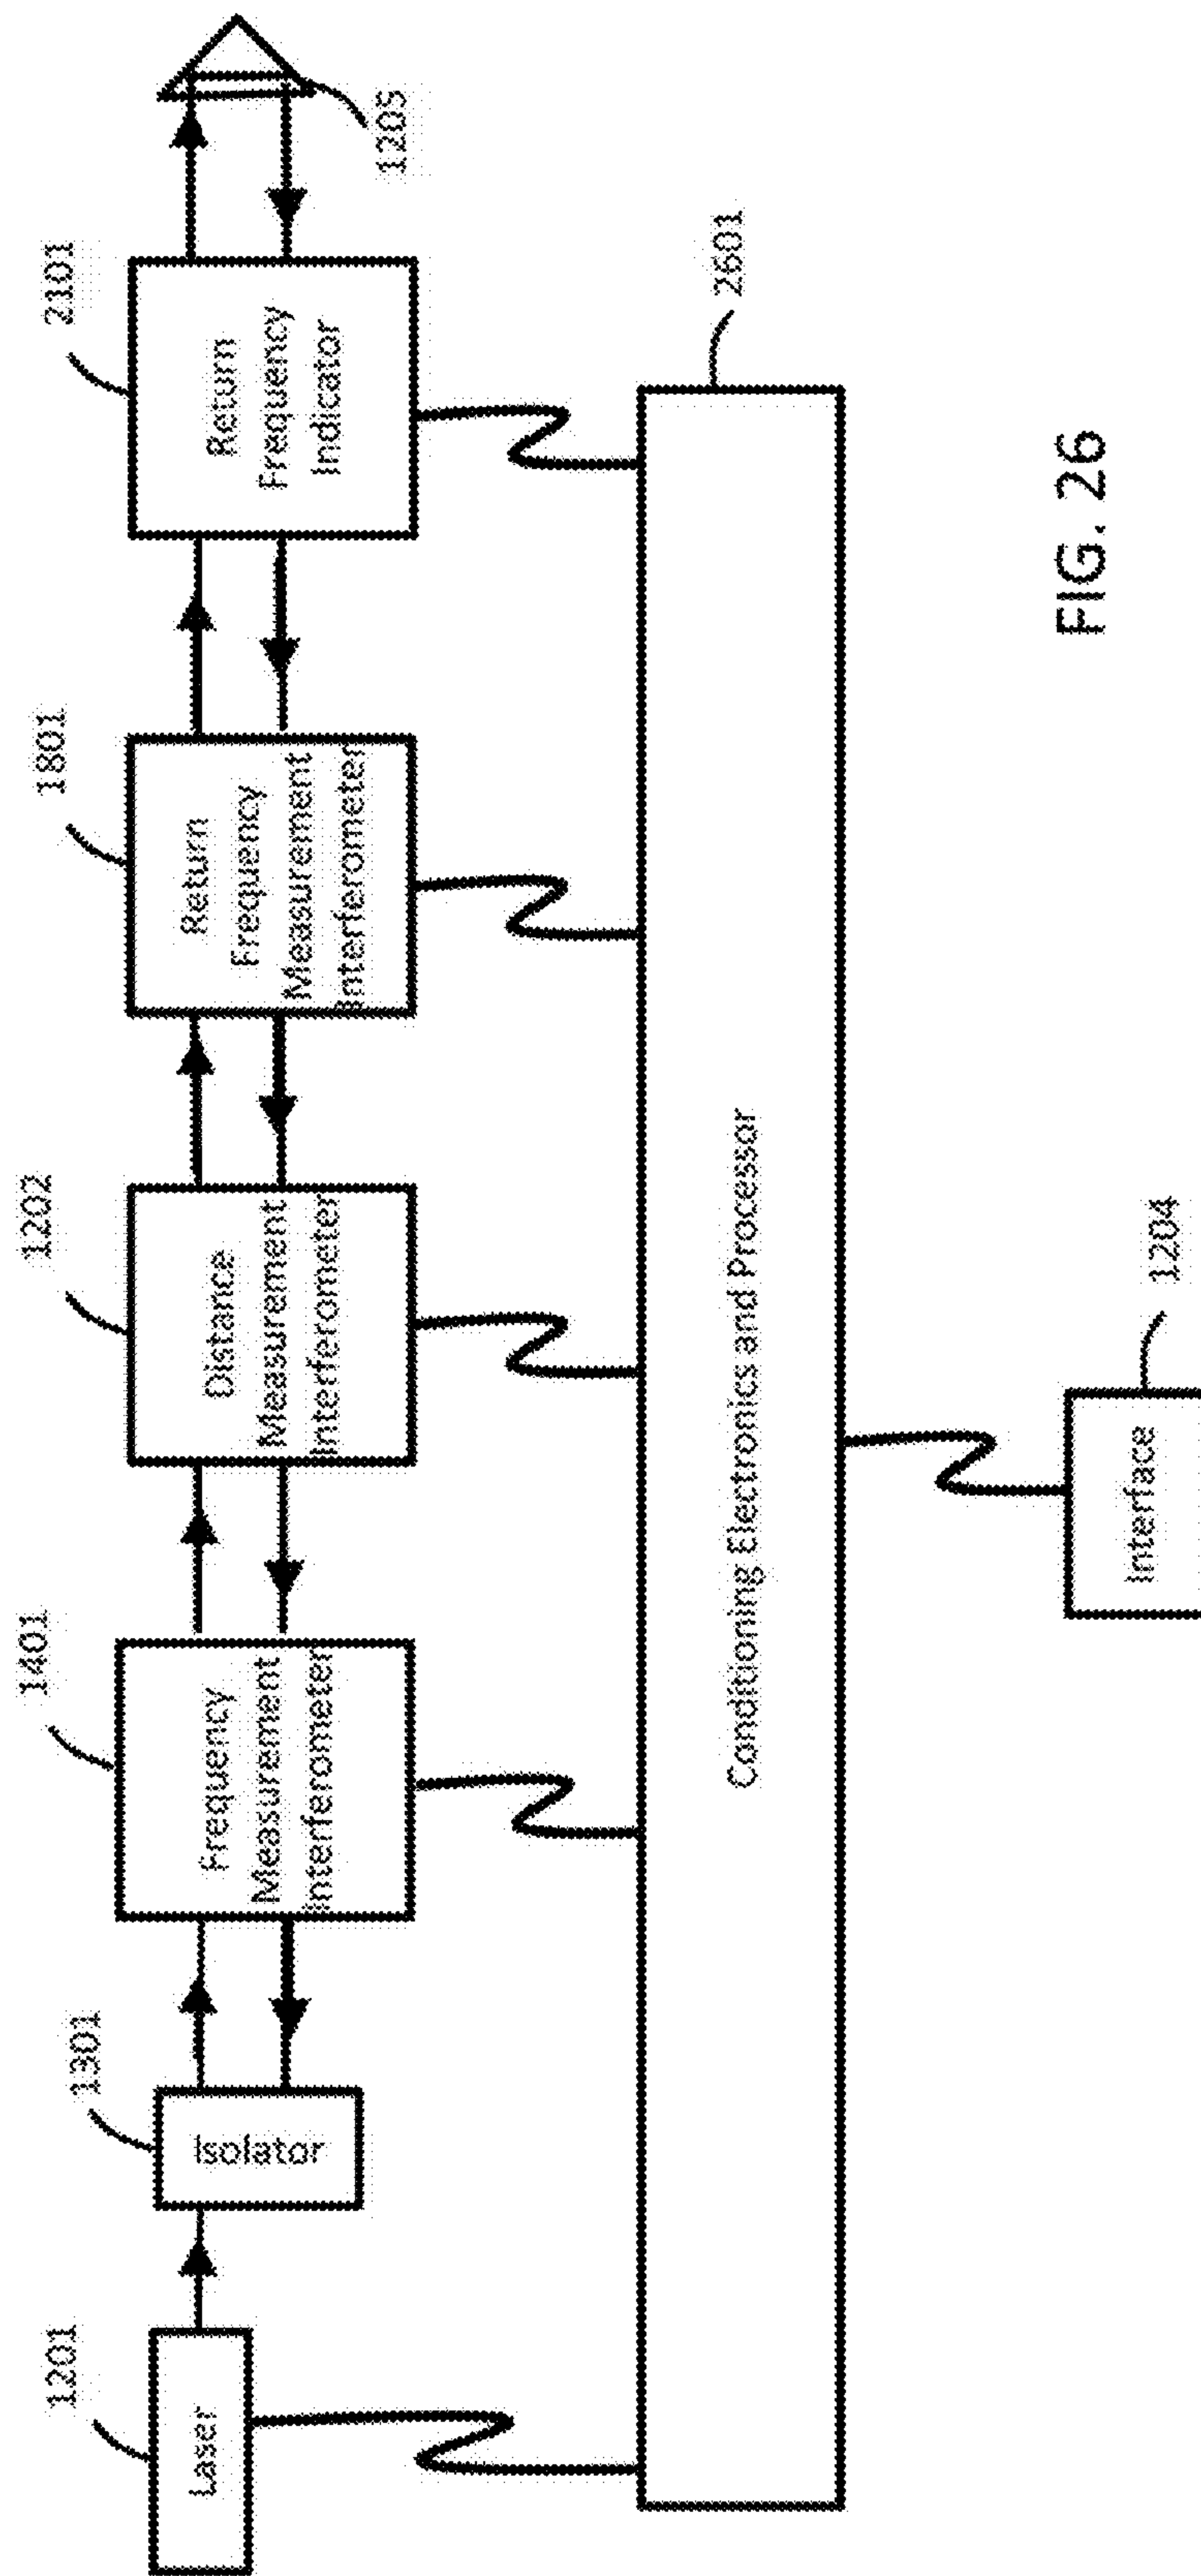 1201
Laser
1301
Isolator
1401
Frequency
Measurement
Interferometer
1202
Distance
Measurement
Interferometer
1801
Return
Frequency
Measurement
Interferometer
2101
Return
Frequency
Indicator
1205
Conditioning Electronics and Processor
2601
Interface
1204
FIG. 26